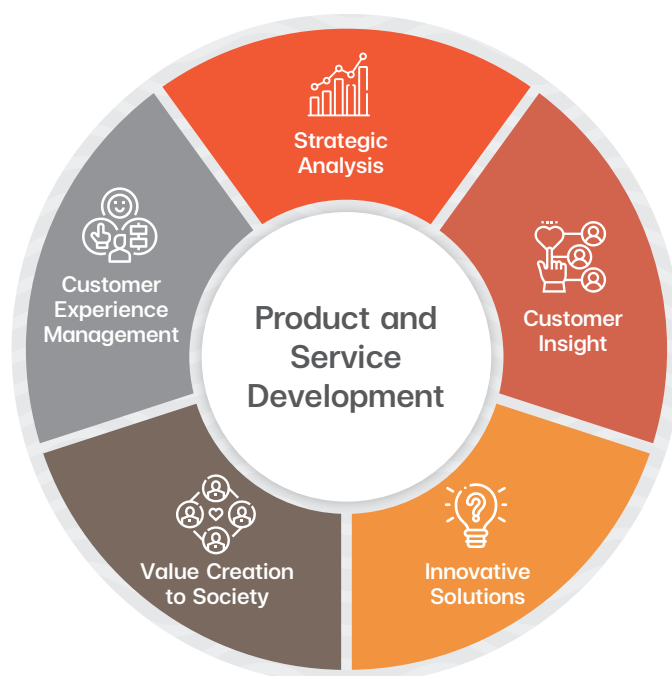 Strategic
Analysis
Customer
Insight
Innovative
Solutions
Value Creation
to Society
Customer
Experience
Management
Product and
Service
Development